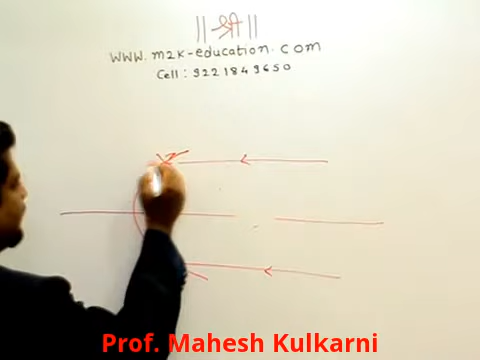 ||श्री||
www.m2k-education.com
Cell : 9221849650
Prof. Mahesh Kulkarni